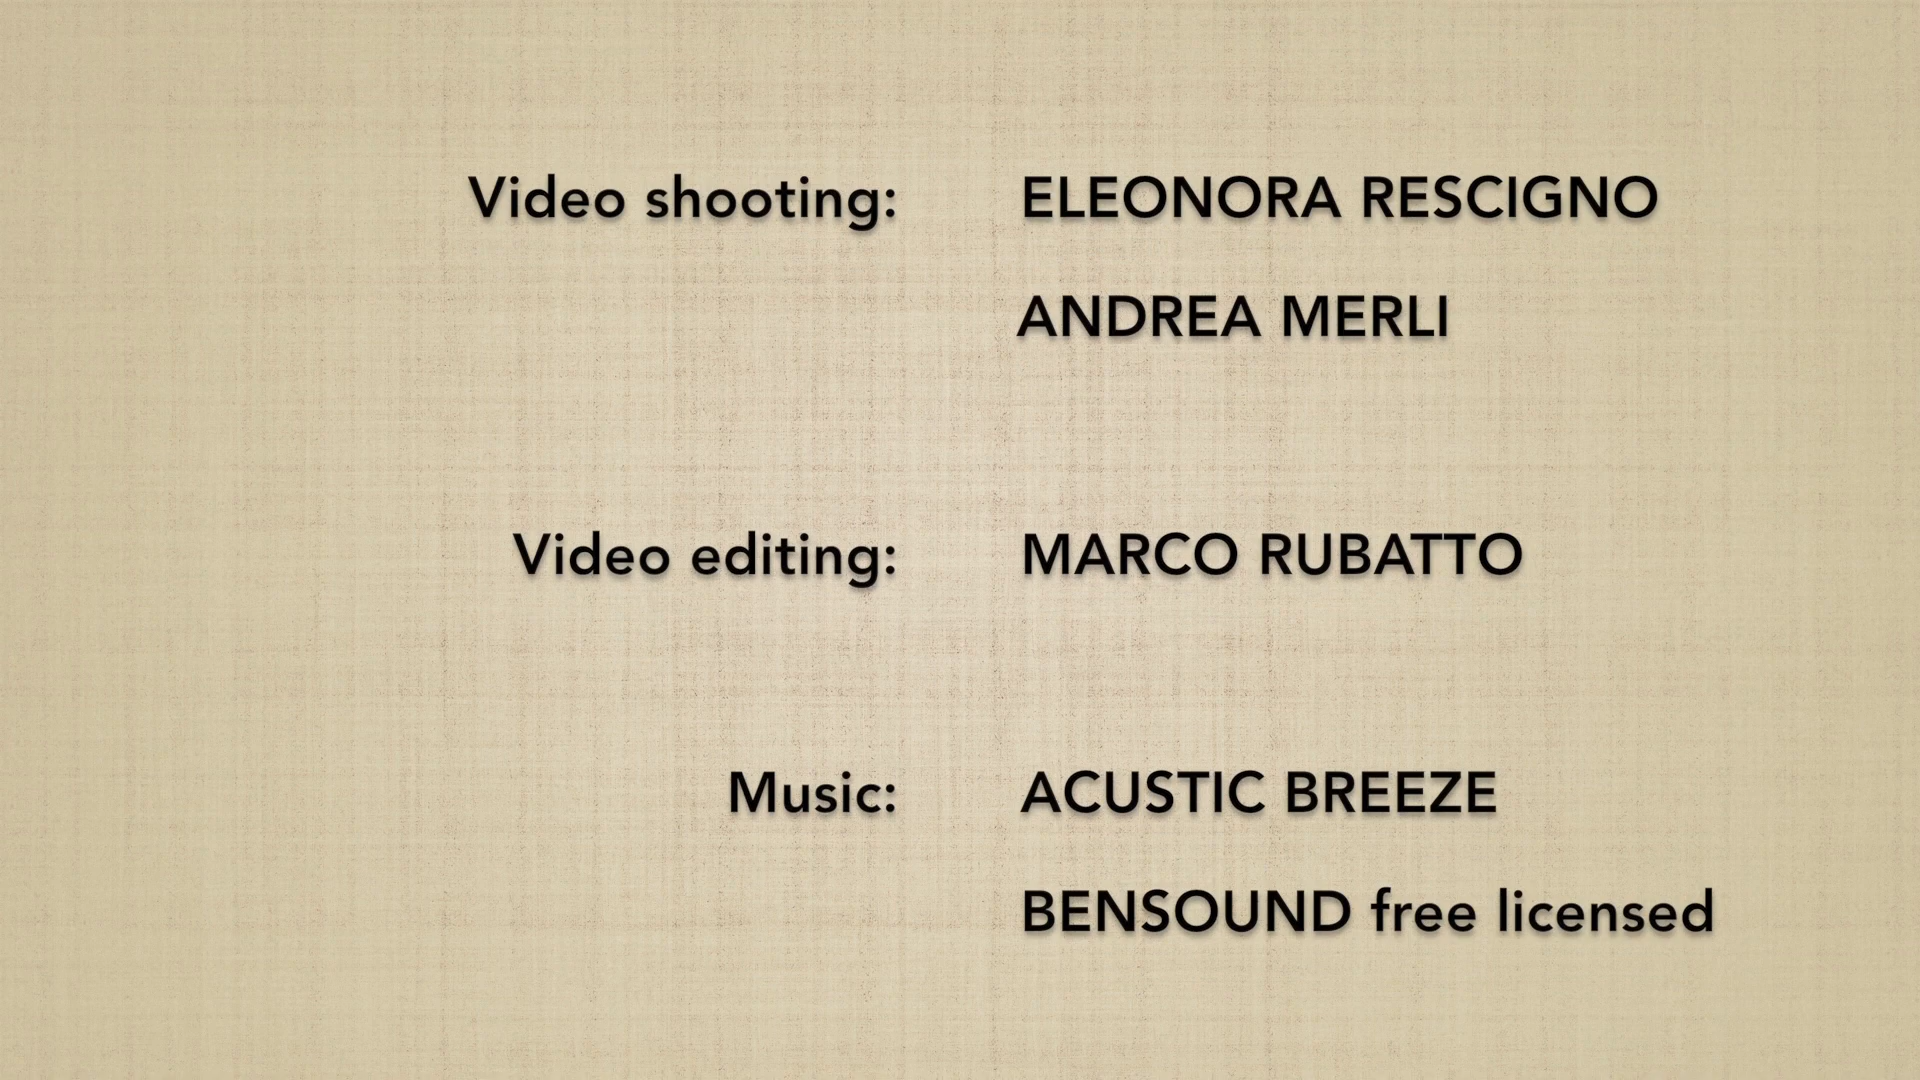 Video shooting: ELEONORA RESCIGNO
ANDREA MERLI
Video editing: MARCO RUBATTO
Music: ACUSTIC BREEZE
BENSOUND free licensed